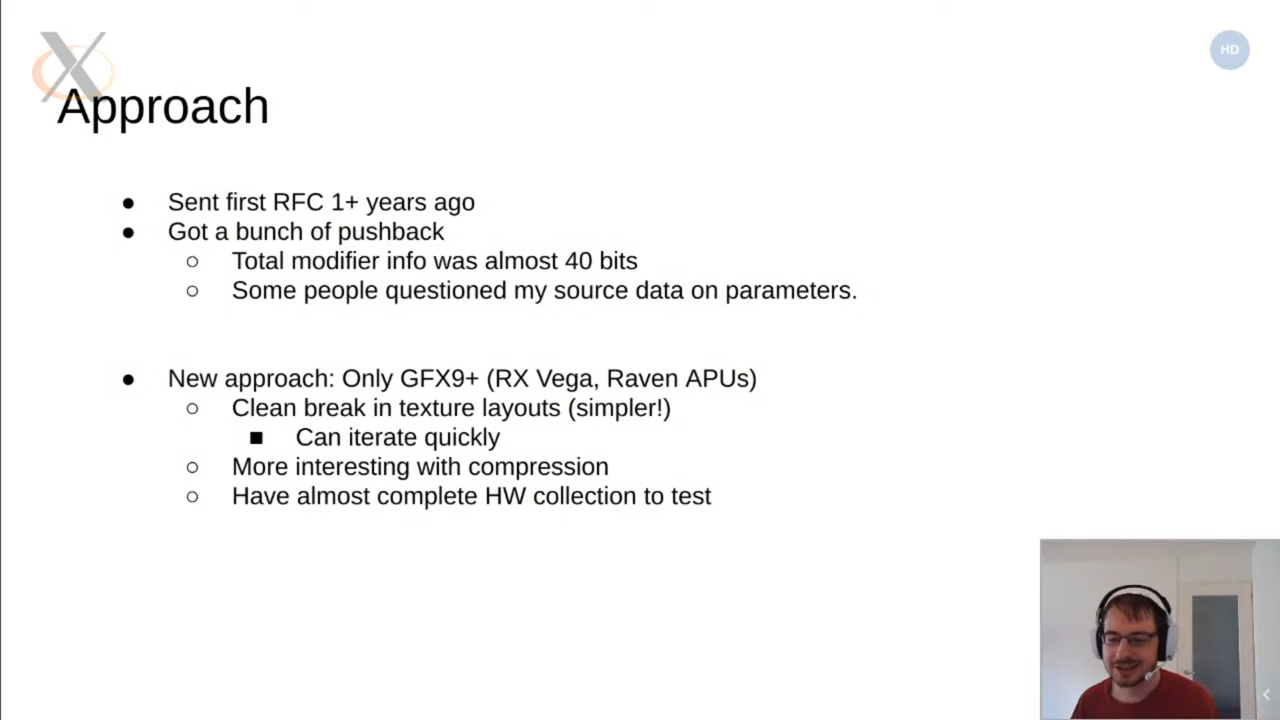 HD
Approach
● Sent first RFC 1+ years ago
● Got a bunch of pushback
○ Total modifier info was almost 40 bits
○ Some people questioned my source data on parameters.
● New approach: Only GFX9+ (RX Vega, Raven APUs)
○ Clean break in texture layouts (simpler!)
■ Can iterate quickly
○ More interesting with compression
○ Have almost complete HW collection to test